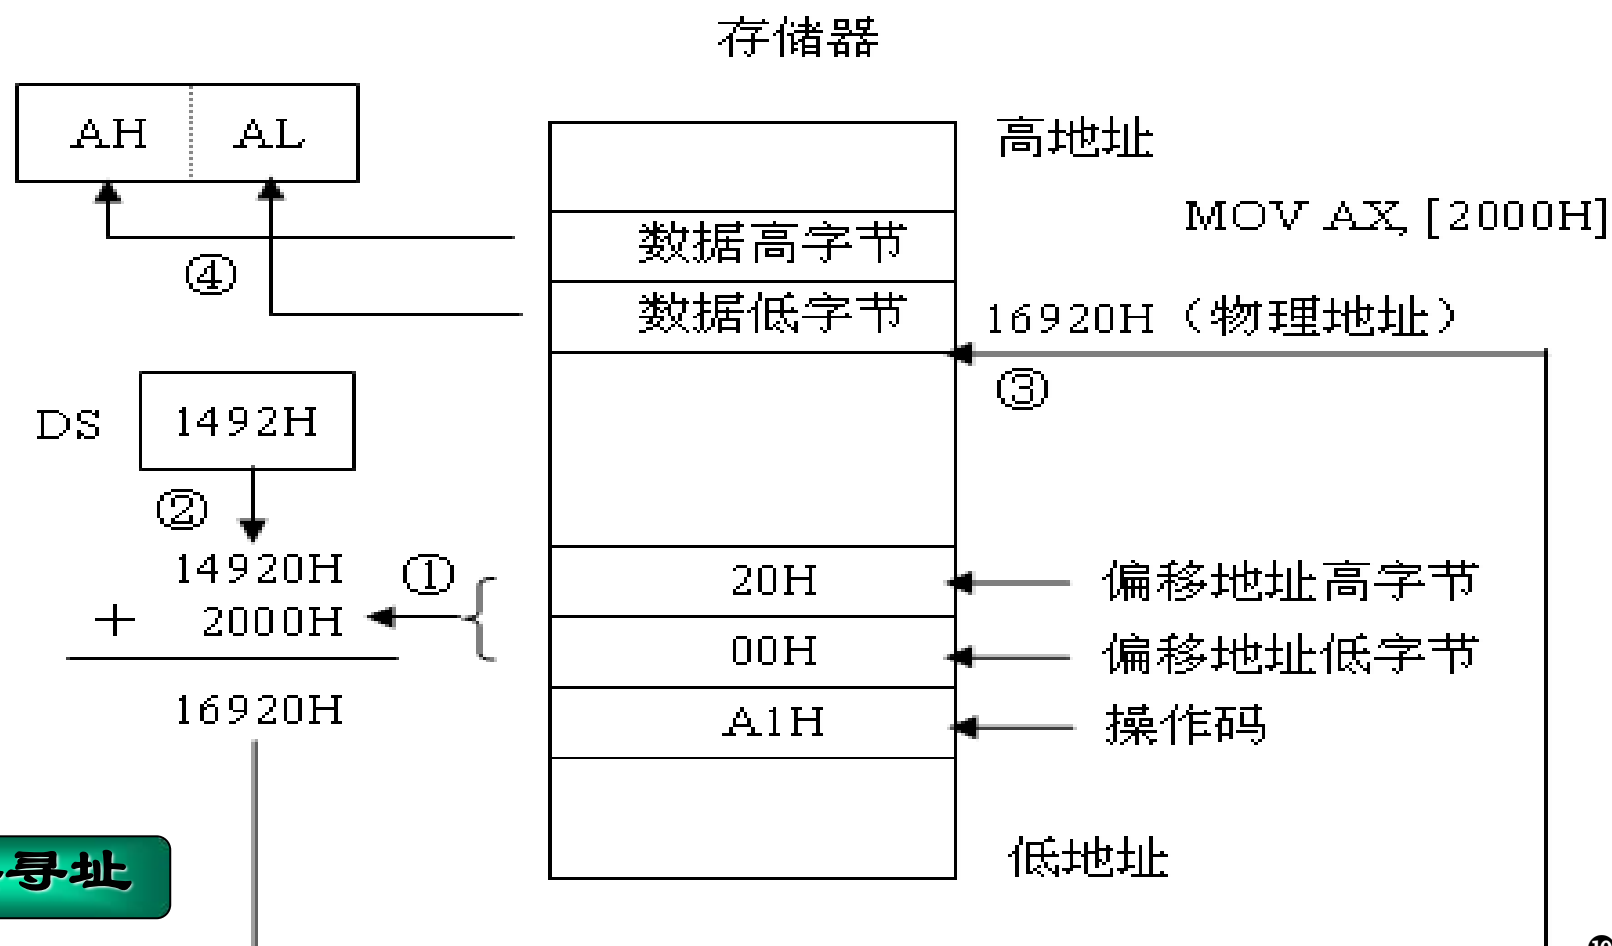 存储器
AH AL
高地址
MOV AX, [2000H]
数据高字节
④
数据低字节
16920H（物理地址）
③
DS 1492H
②
14920H
①
+ 2000H
16920H
20H
偏移地址高字节
00H
偏移地址低字节
A1H
操作码
低地址
寻址